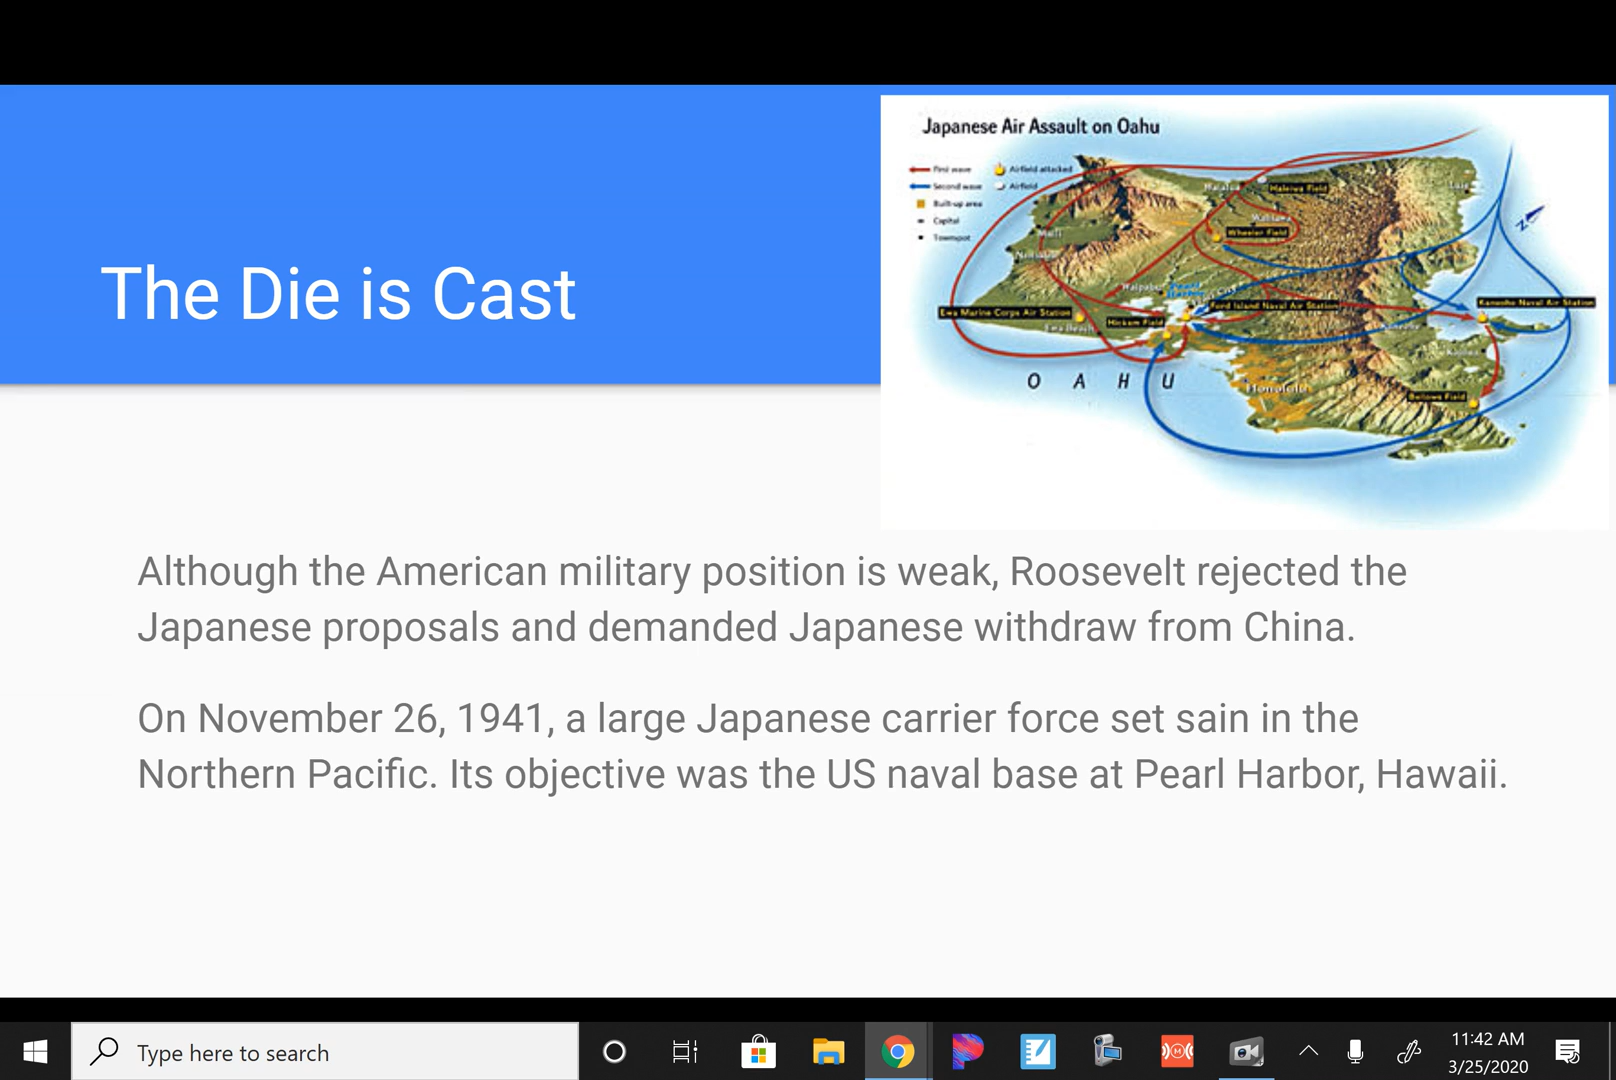 The Die is Cast
Japanese Air Assault on Oahu
First wave
Airfield attacked
Second wave
Airfield
Built-up area
Capital
Haleiwa Field
Wheeler Field
Ewa Marine Corps Air Station
Hickam Field
Ford Island Naval Air Station
Kaneohe Naval Air Station
Bellows Field
Ewa Beach
Honolulu
O A H U
N
Although the American military position is weak, Roosevelt rejected the
Japanese proposals and demanded Japanese withdraw from China.
On November 26, 1941, a large Japanese carrier force set sain in the
Northern Pacific. Its objective was the US naval base at Pearl Harbor, Hawaii.
Type here to search
11:42 AM
3/25/2020